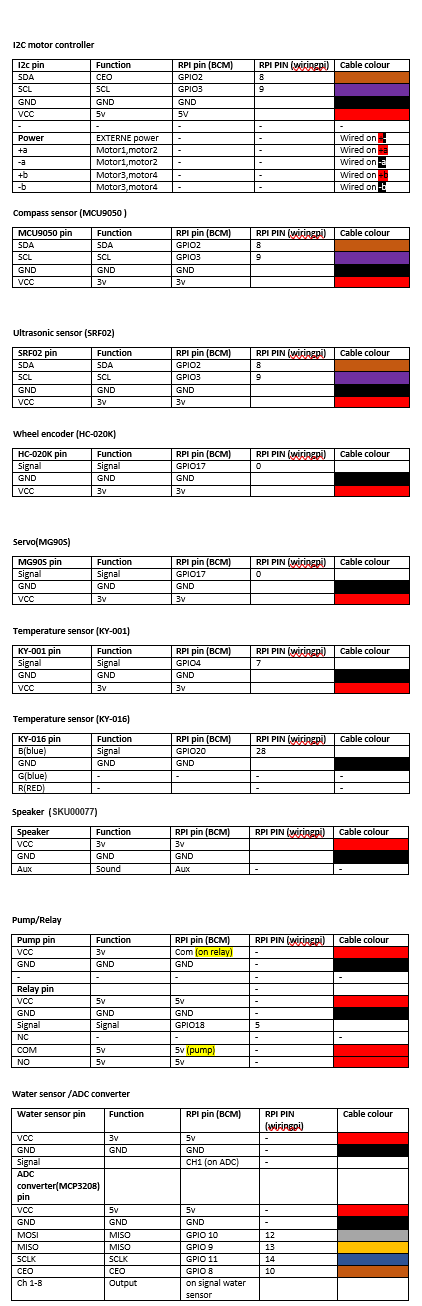 I2C motor controller
I2c pin Function RPI pin (BCM) RPI PIN (wiringpi) Cable colour
SDA CEO GPIO2 8
SCL SCL GPIO3 9
GND GND GND
VCC 5v 5V
- - - - -
Power EXTERNE power - - Wired on +-
+a Motor1,motor2 - - Wired on +a
-a Motor1,motor2 - - Wired on -a
+b Motor3,motor4 - - Wired on +b
-b Motor3,motor4 - - Wired on -b
Compass sensor (MCU9050 )
MCU9050 pin Function RPI pin (BCM) RPI PIN (wiringpi) Cable colour
SDA SDA GPIO2 8
SCL SCL GPIO3 9
GND GND GND
VCC 3v 3v
Ultrasonic sensor (SRF02)
SRF02 pin Function RPI pin (BCM) RPI PIN (wiringpi) Cable colour
SDA SDA GPIO2 8
SCL SCL GPIO3 9
GND GND GND
VCC 3v 3v
Wheel encoder (HC-020K)
HC-020K pin Function RPI pin (BCM) RPI PIN (wiringpi) Cable colour
Signal Signal GPIO17 0
GND GND GND
VCC 3v 3v
Servo(MG90S)
MG90S pin Function RPI pin (BCM) RPI PIN (wiringpi) Cable colour
Signal Signal GPIO17 0
GND GND GND
VCC 3v 3v
Temperature sensor (KY-001)
KY-001 pin Function RPI pin (BCM) RPI PIN (wiringpi) Cable colour
Signal Signal GPIO4 7
GND GND GND
VCC 3v 3v
Temperature sensor (KY-016)
KY-016 pin Function RPI pin (BCM) RPI PIN (wiringpi) Cable colour
B(blue) Signal GPIO20 28
GND GND GND
G(blue) - - - -
R(RED) - - -
Speaker (SKU00077)
Speaker Function RPI pin (BCM) RPI PIN (wiringpi) Cable colour
VCC 3v 3v
GND GND GND
Aux Sound Aux - -
Pump/Relay
Pump pin Function RPI pin (BCM) RPI PIN (wiringpi) Cable colour
VCC 3v Com (on relay) -
GND GND GND -
- - - - -
Relay pin -
VCC 5v 5v -
GND GND GND -
Signal Signal GPIO18 5
NC - - - -
COM 5v 5v (pump) -
NO 5v 5v -
Water sensor /ADC converter
Water sensor pin Function RPI pin (BCM) RPI PIN Cable colour
(wiringpi)
VCC 3v 5v -
GND GND GND -
Signal CH1 (on ADC) -
ADC
converter(MCP3208)
pin
VCC 5v 5v -
GND GND GND -
MOSI MISO GPIO 10 12
MISO MISO GPIO 9 13
SCLK SCLK GPIO 11 14
CEO CEO GPIO 8 10
Ch 1-8 Output on signal water
sensor